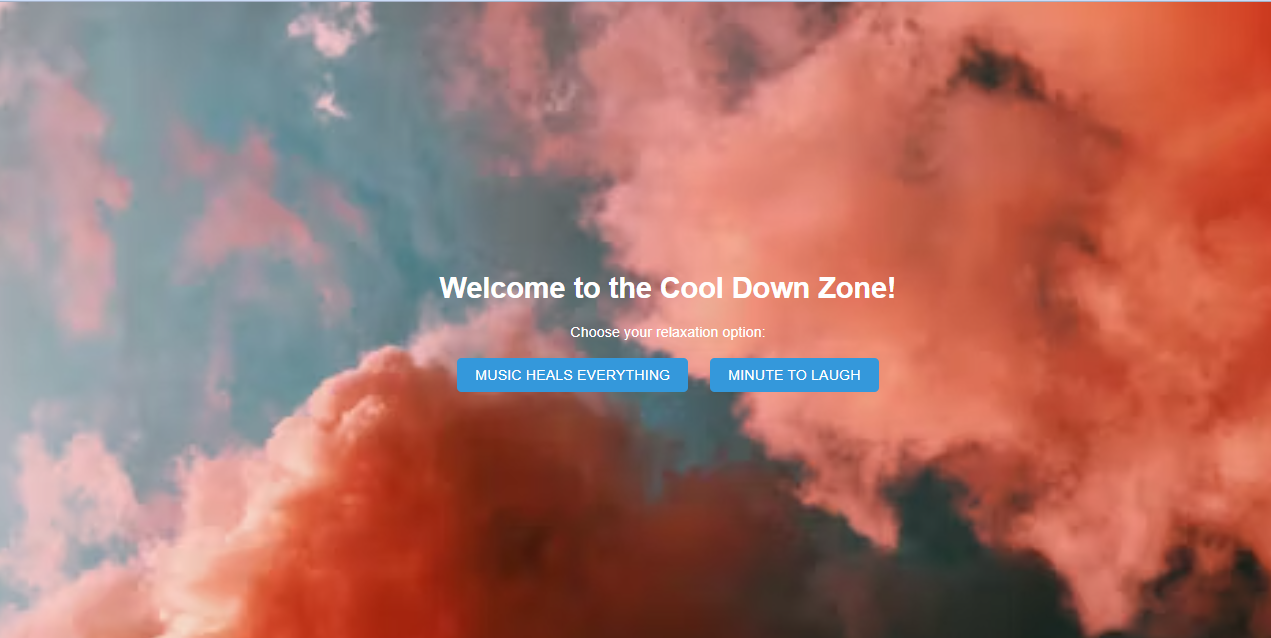 Welcome to the Cool Down Zone!
Choose your relaxation option:
MUSIC HEALS EVERYTHING MINUTE TO LAUGH